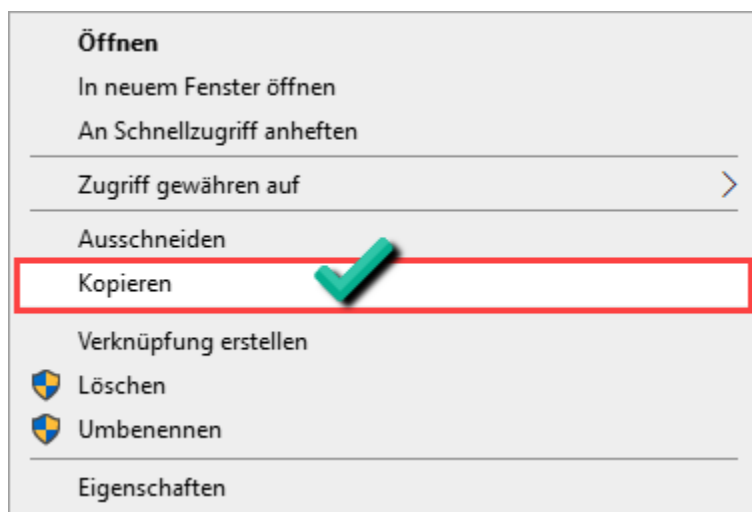 Öffnen
In neuem Fenster öffnen
An Schnellzugriff anheften
Zugriff gewähren auf
Ausschneiden
Kopieren
Verknüpfung erstellen
Löschen
Umbenennen
Eigenschaften